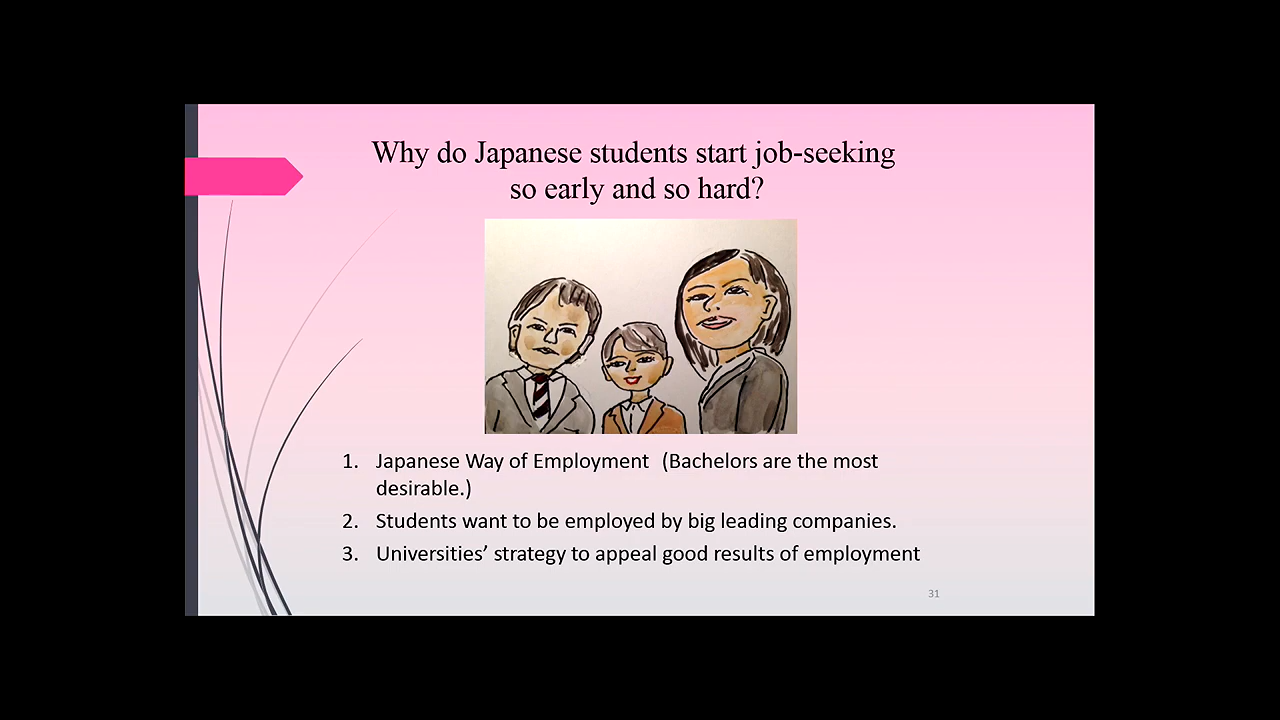 Why do Japanese students start job-seeking
so early and so hard?
1. Japanese Way of Employment (Bachelors are the most
desirable.)
2. Students want to be employed by big leading companies.
3. Universities’ strategy to appeal good results of employment
31